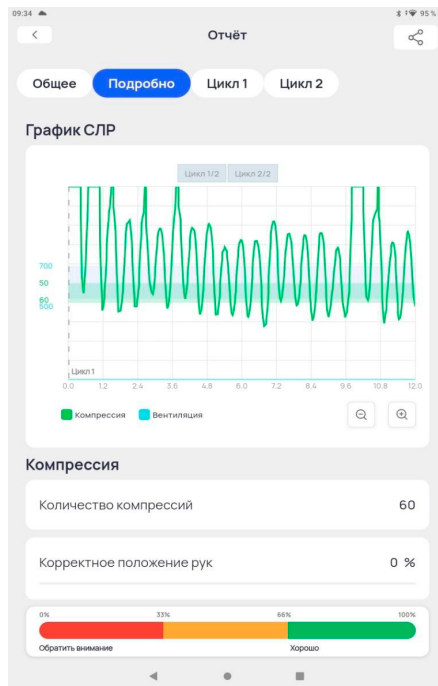 09:34 95 %
Отчёт
Общее Подробно Цикл 1 Цикл 2
График СЛР
Цикл 1/2 Цикл 2/2
700
50
60
500
Цикл 1
0.0 1.2 2.4 3.6 4.8 6.0 7.2 8.4 9.6 10.8 12.0
Компрессия Вентиляция
Компрессия
Количество компрессий 60
Корректное положение рук 0 %
0% 33% 66% 100%
Обратить внимание Хорошо